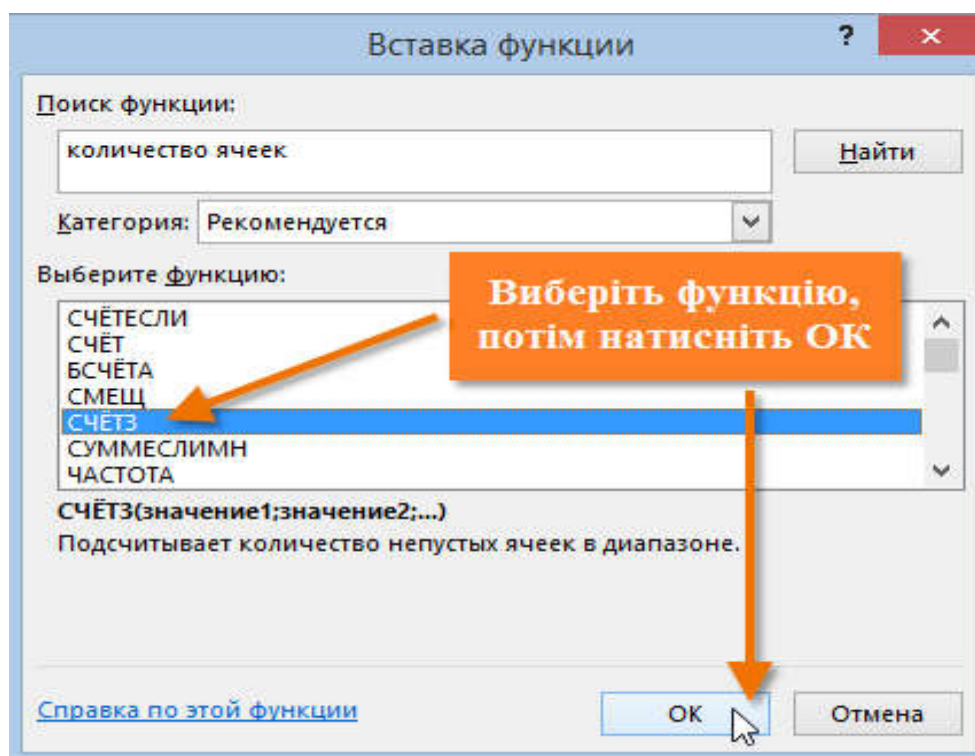 Вставка функции
?
×
Поиск функции:
количество ячеек
Найти
Категория: Рекомендуется
Выберите функцию:
Виберіть функцію,
потім натисніть ОК
СЧЁТЕСЛИ
СЧЁТ
БСЧЁТА
СМЕЩ
СЧЁТЗ
СУММЕСЛИМН
ЧАСТОТА
СЧЁТЗ(значение1;значение2;...)
Подсчитывает количество непустых ячеек в диапазоне.
Справка по этой функции
ОК
Отмена